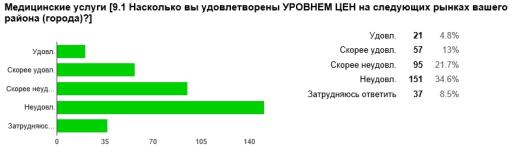 Медицинские услуги [9.1 Насколько вы удовлетворены УРОВНЕМ ЦЕН на следующих рынках вашего
района (города)?]
Удовл.
Скорее удовл.
Скорее неуд...
Неудовл.
Затрудняюс...
0 35 70 105 140
Удовл. 21 4.8%
Скорее удовл. 57 13%
Скорее неудовл. 95 21.7%
Неудовл. 151 34.6%
Затрудняюсь ответить 37 8.5%